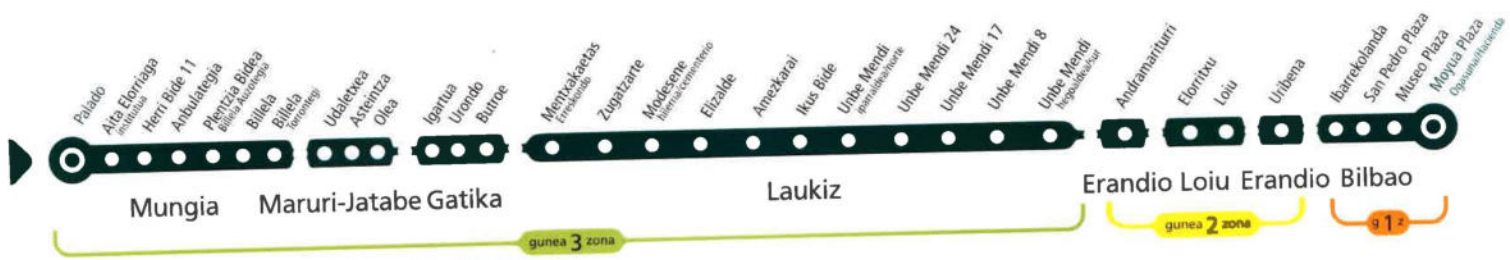 Palado
Aita Elorriaga
institutua
Herri Bide 11
Anbulategia
Plentzia Bidea
Billela Auzotegia
Billela
Billela
Torrontegi
Udaletxea
Asteintza
Olea
Igartua
Urondo
Butroe
Mentxakaetas
Erreskondo
Zugatzarte
Modesene
hilerria/cementerio
Elizalde
Amezkarai
Ikus Bide
Unbe Mendi
iparraldea/norte
Unbe Mendi 24
Unbe Mendi 17
Unbe Mendi 8
Unbe Mendi
hegoaldea/sur
Andramariturri
Elorritxu
Loiu
Uribena
Ibarrekolanda
San Pedro Plaza
Museo Plaza
Moyua Plaza
Ogasuna/Hacienda
Mungia
Maruri-Jatabe
Gatika
Laukiz
Erandio
Loiu
Erandio
Bilbao
gunea 3 zona
gunea 2 zona
g 1 z